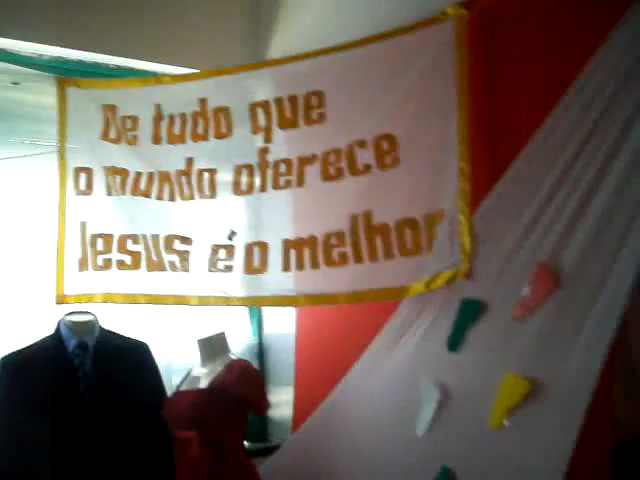 De tudo que
o mundo oferece
Jesus é o melhor